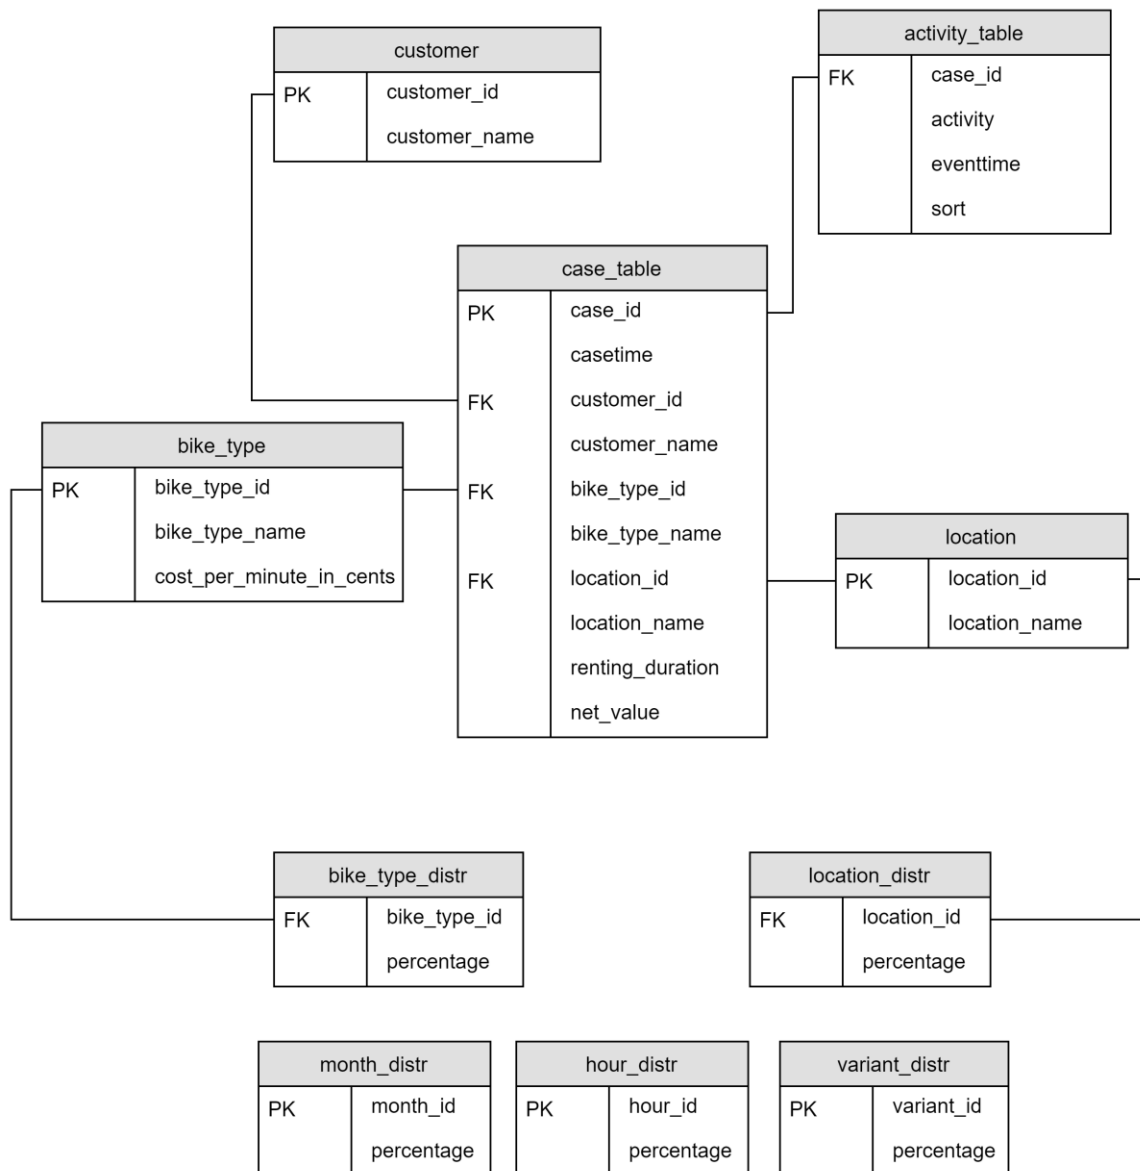 customer
PK customer_id
customer_name
activity_table
FK case_id
activity
eventtime
sort
case_table
PK case_id
casetime
FK customer_id
customer_name
FK bike_type_id
bike_type_name
FK location_id
location_name
renting_duration
net_value
bike_type
PK bike_type_id
bike_type_name
cost_per_minute_in_cents
location
PK location_id
location_name
bike_type_distr
FK bike_type_id
percentage
location_distr
FK location_id
percentage
month_distr
PK month_id
percentage
hour_distr
PK hour_id
percentage
variant_distr
PK variant_id
percentage